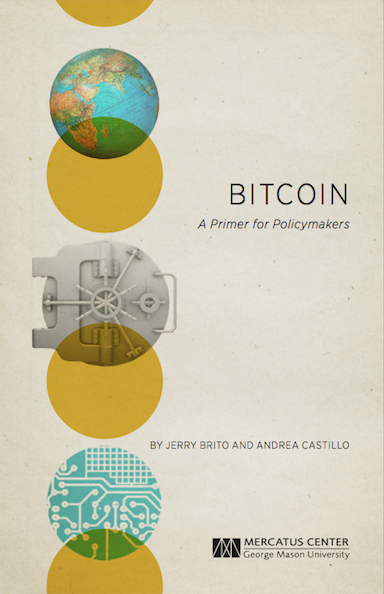 BITCOIN
A Primer for Policymakers
BY JERRY BRITO AND ANDREA CASTILLO
MERCATUS CENTER
George Mason University